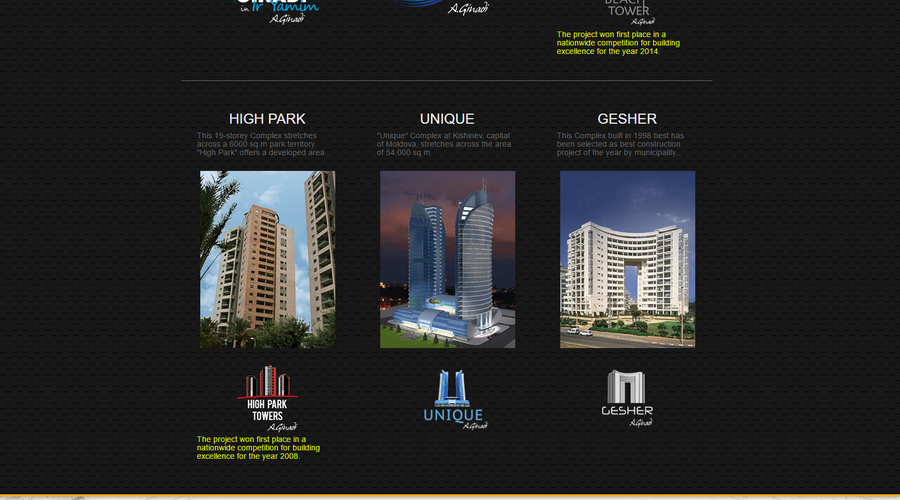 in Ir Yamim
A.Ginadi
A.Ginadi
BEACH
TOWER
A.Ginadi
The project won first place in a
nationwide competition for building
excellence for the year 2014.
HIGH PARK
This 19-storey Complex stretches
across a 6000 sq.m park territory.
"High Park" offers a developed area...
UNIQUE
"Unique" Complex at Kishinev, capital
of Moldova, stretches across the area
of 54.000 sq m.
GESHER
This Complex built in 1998 best has
been selected as best construction
project of the year by municipality...
HIGH PARK
TOWERS
A.Ginadi
The project won first place in a
nationwide competition for building
excellence for the year 2008.
UNIQUE
A.Ginadi
GESHER
A.Ginadi